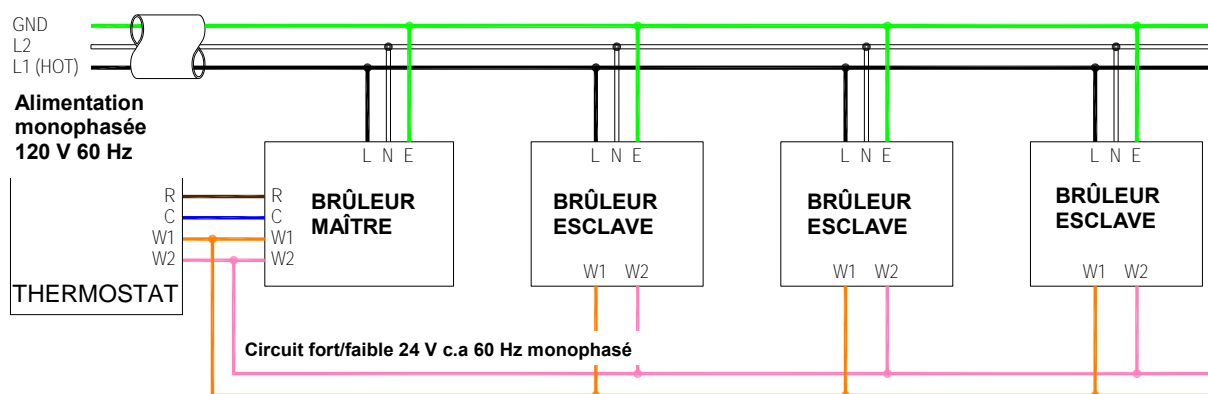 GND
L2
L1 (HOT)
Alimentation
monophasée
120 V 60 Hz
L N E
L N E
L N E
L N E
BRÛLEUR
MAÎTRE
BRÛLEUR
ESCLAVE
BRÛLEUR
ESCLAVE
BRÛLEUR
ESCLAVE
R
C
W1
W2
R
C
W1
W2
THERMOSTAT
W1 W2
W1 W2
W1 W2
Circuit fort/faible 24 V c.a 60 Hz monophasé